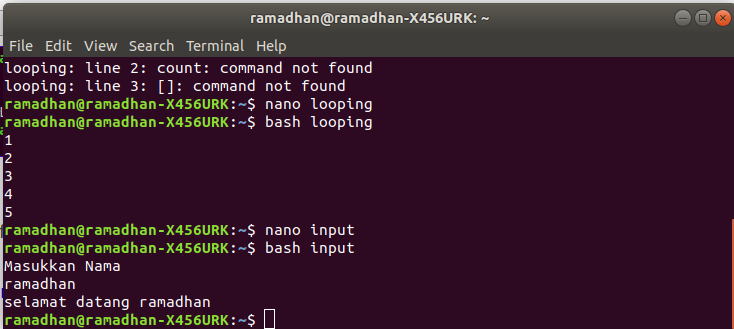 ramadhan@ramadhan-X456URK: ~
File Edit View Search Terminal Help
looping: line 2: count: command not found
looping: line 3: []: command not found
ramadhan@ramadhan-X456URK:~$ nano looping
ramadhan@ramadhan-X456URK:~$ bash looping
1
2
3
4
5
ramadhan@ramadhan-X456URK:~$ nano input
ramadhan@ramadhan-X456URK:~$ bash input
Masukkan Nama
ramadhan
selamat datang ramadhan
ramadhan@ramadhan-X456URK:~$